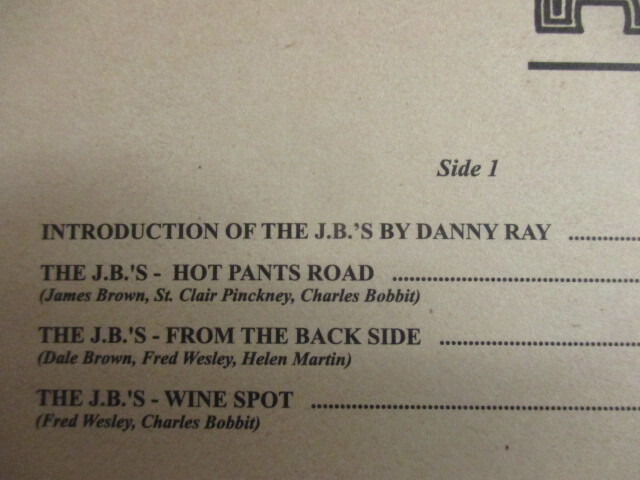 Side 1
INTRODUCTION OF THE J.B.'S BY DANNY RAY
THE J.B.'S - HOT PANTS ROAD
(James Brown, St. Clair Pinckney, Charles Bobbit)
THE J.B.'S - FROM THE BACK SIDE
(Dale Brown, Fred Wesley, Helen Martin)
THE J.B.'S - WINE SPOT
(Fred Wesley, Charles Bobbit)